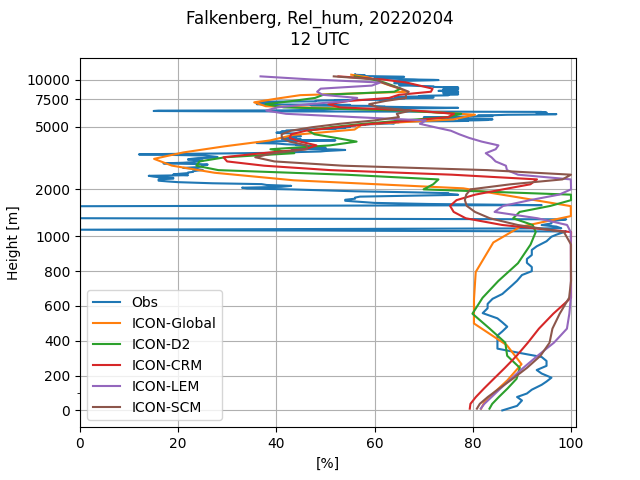 Falkenberg, Rel_hum, 20220204
12 UTC
Height [m]
10000
7500
5000
2000
1000
800
600
400
200
0
Obs
ICON-Global
ICON-D2
ICON-CRM
ICON-LEM
ICON-SCM
0 20 40 60 80 100
[%]